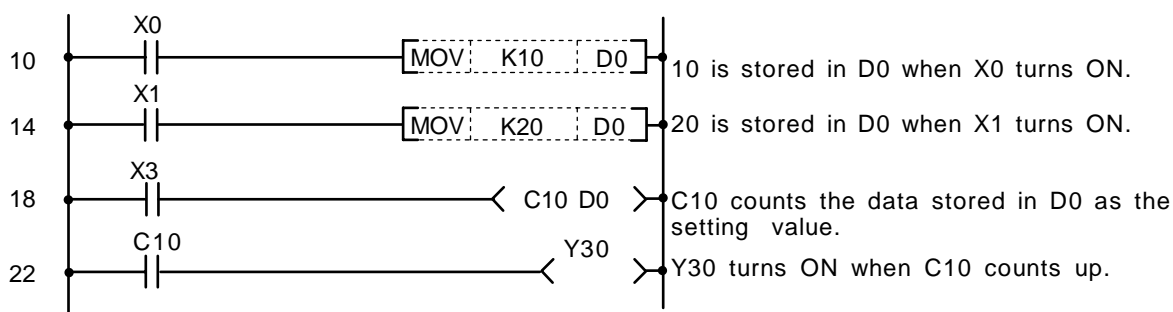 X0
10 MOV K10 D0 10 is stored in D0 when X0 turns ON.
X1
14 MOV K20 D0 20 is stored in D0 when X1 turns ON.
X3
18 C10 D0 C10 counts the data stored in D0 as the
setting value.
C10 Y30
22 Y30 turns ON when C10 counts up.